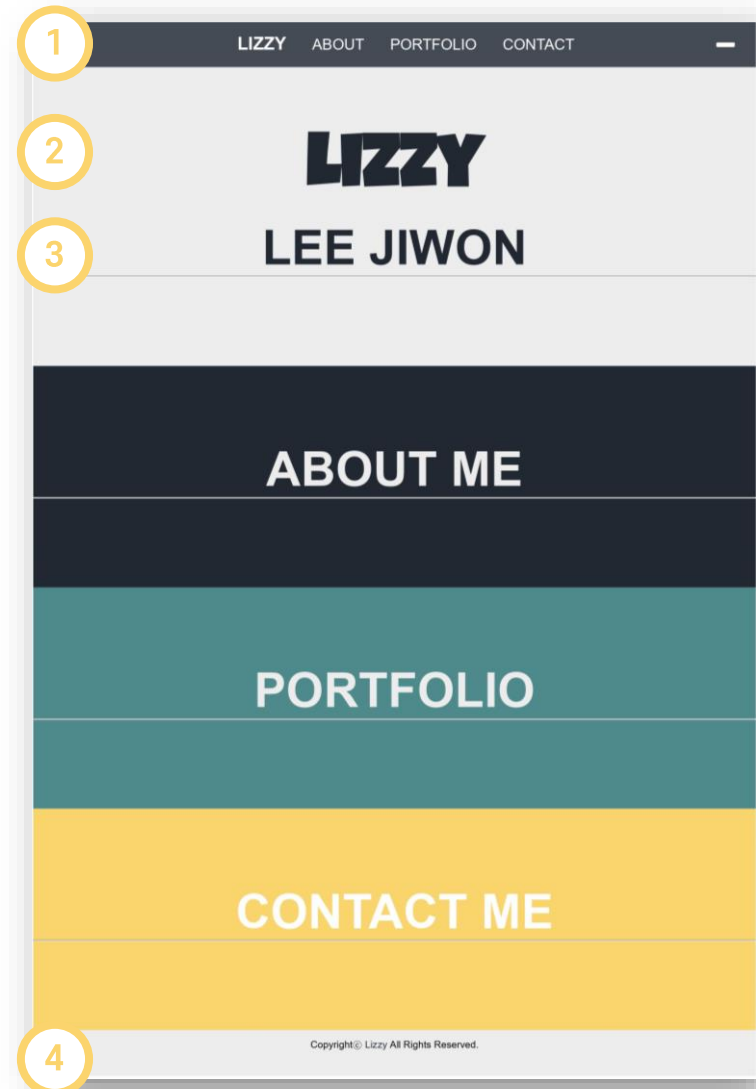 1
LIZZY ABOUT PORTFOLIO CONTACT
2
LIZZY
3
LEE JIWON
ABOUT ME
PORTFOLIO
CONTACT ME
4
Copyrightⓒ Lizzy All Rights Reserved.